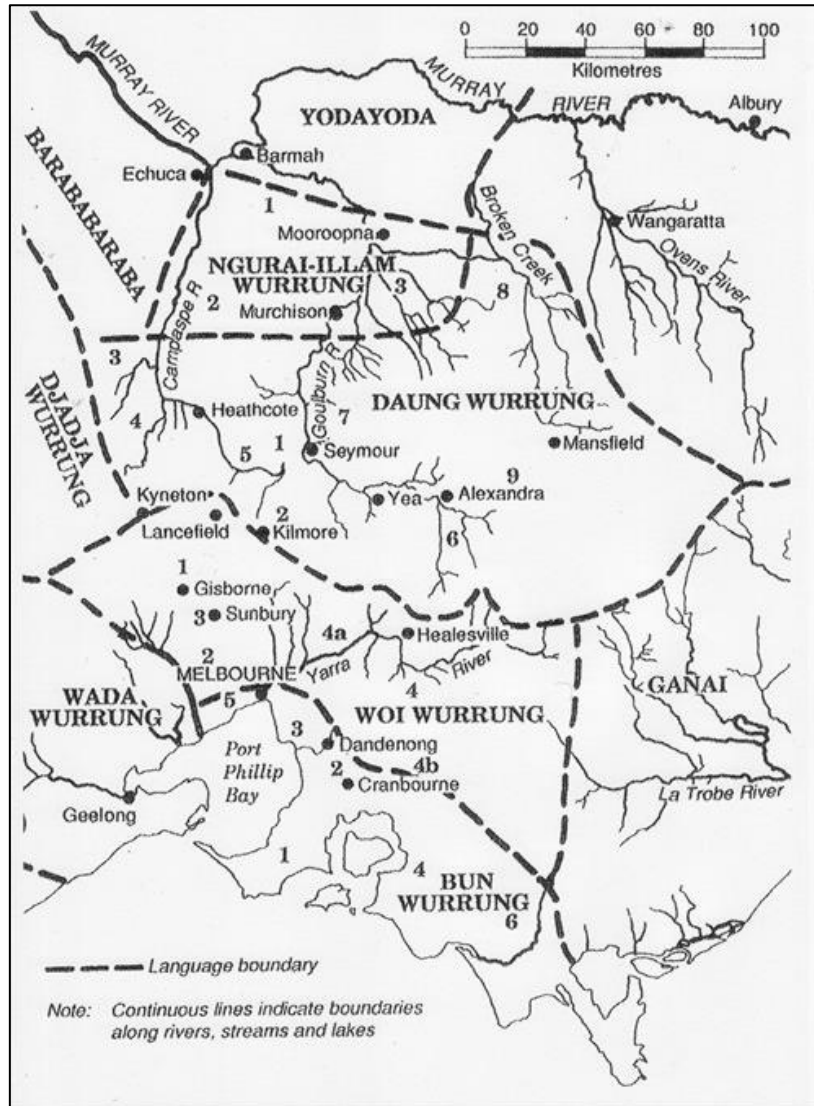 0 20 40 60 80 100
Kilometres
MURRAY RIVER
MURRAY
RIVER
Albury
YODAYODA
Barmah
Echuca
BARABABARABA
1
Mooroopna
Broken Creek
Wangaratta
Ovens River
NGURAI-ILLAM
WURRUNG
3
8
2
Murchison
Campaspe R
3
Goulburn R
DJADJA
WURRUNG
4
Heathcote
7
DAUNG WURRUNG
Mansfield
5
1
Seymour
9
Kyneton
Yea
Alexandra
Lancefield
2
Kilmore
6
1
Gisborne
3
Sunbury
4a
Healesville
2
MELBOURNE
Yarra
River
4
GANAI
WADA
WURRUNG
5
WOI WURRUNG
3
Dandenong
Port
Phillip
Bay
2
4b
Cranbourne
La Trobe River
Geelong
1
4
BUN
WURRUNG
6
Language boundary
Note: Continuous lines indicate boundaries
along rivers, streams and lakes